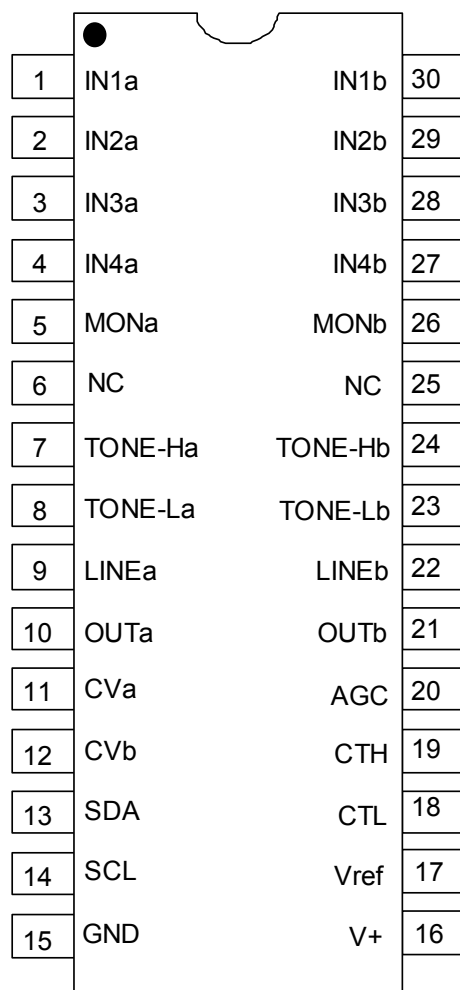 1 IN1a IN1b 30
2 IN2a IN2b 29
3 IN3a IN3b 28
4 IN4a IN4b 27
5 MONa MONb 26
6 NC NC 25
7 TONE-Ha TONE-Hb 24
8 TONE-La TONE-Lb 23
9 LINEa LINEb 22
10 OUTa OUTb 21
11 CVa AGC 20
12 CVb CTH 19
13 SDA CTL 18
14 SCL Vref 17
15 GND V+ 16